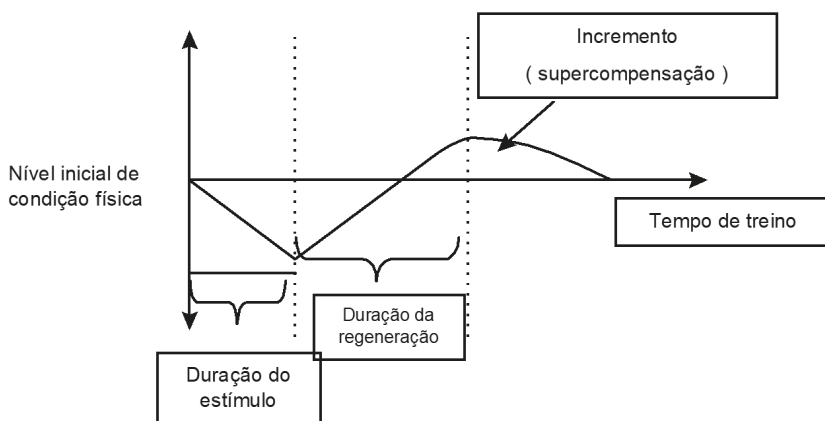 Incremento
( supercompensação )
Nível inicial de
condição física
Tempo de treino
Duração da
regeneração
Duração do
estímulo